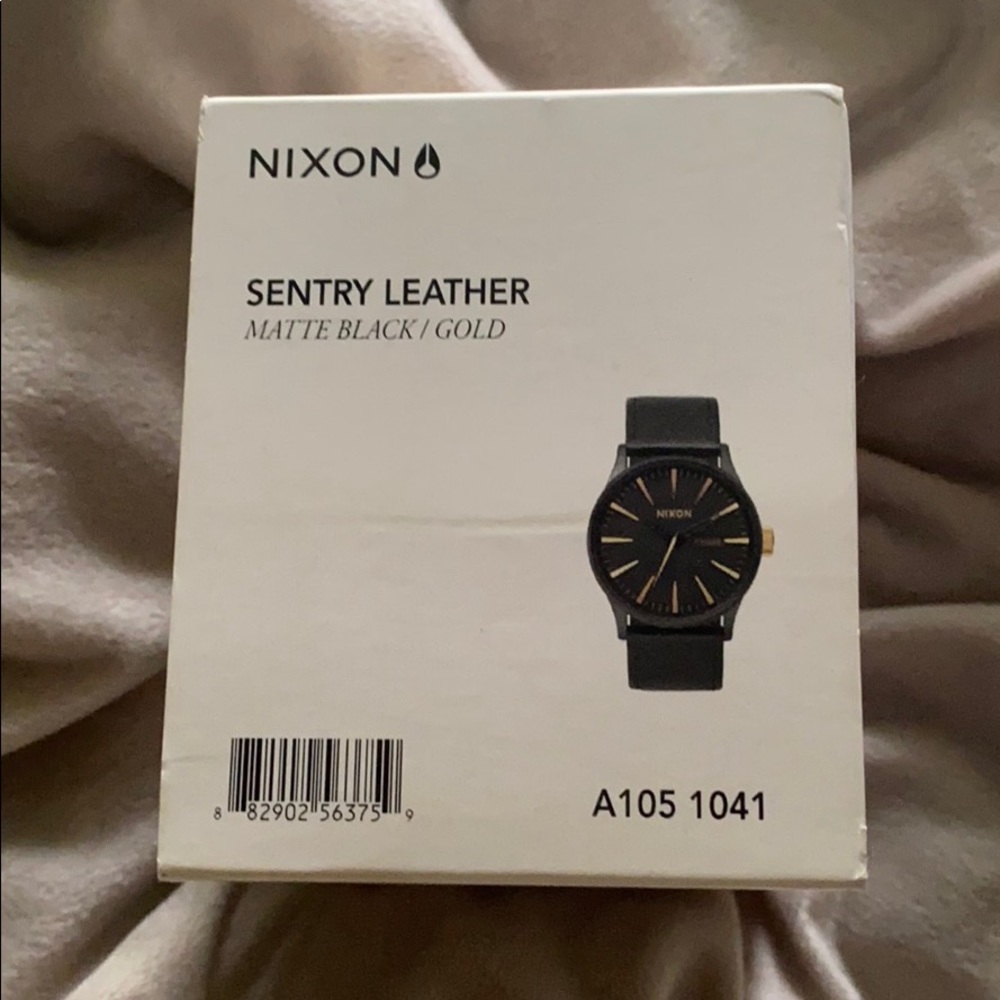 NIXON
SENTRY LEATHER
MATTE BLACK / GOLD
NIXON
8 82902 56375 9
A105 1041